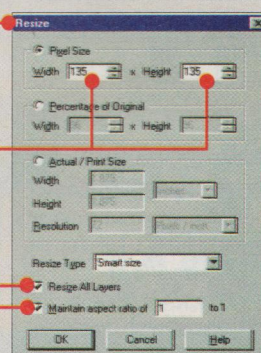 Resize
Pixel Size
Width 135 x Height 135
Percentage of Original
Width x Height
Actual / Print Size
Width
Height
Resolution
Resize Type Smart size
Resize All Layers
Maintain aspect ratio of 1 to 1
OK Cancel Help